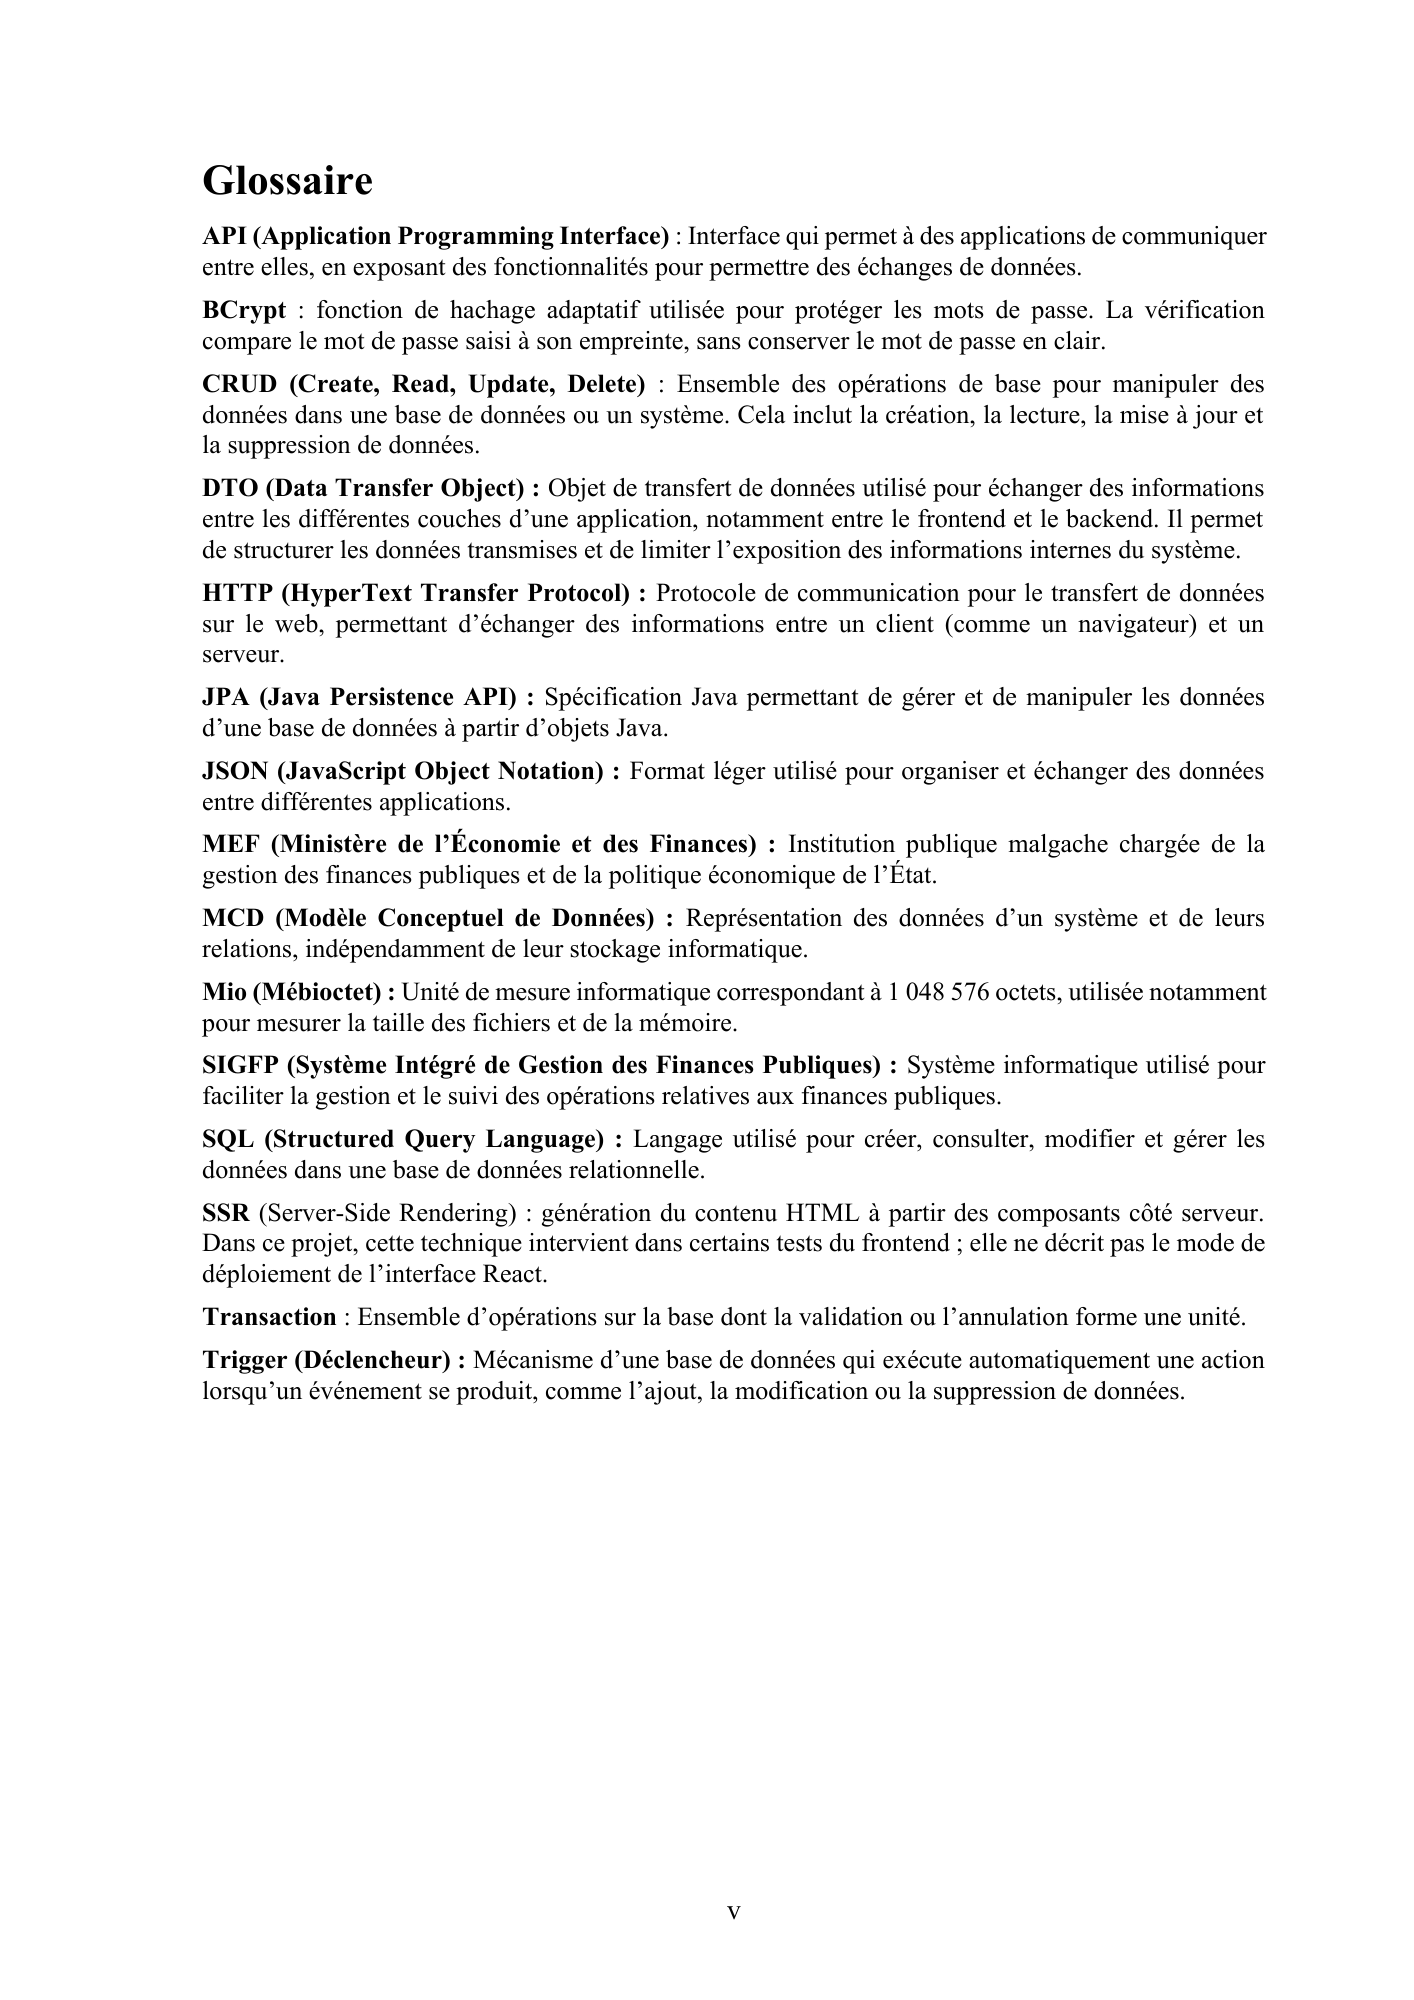 Glossaire
API (Application Programming Interface) : Interface qui permet à des applications de communiquer
entre elles, en exposant des fonctionnalités pour permettre des échanges de données.
BCrypt : fonction de hachage adaptatif utilisée pour protéger les mots de passe. La vérification
compare le mot de passe saisi à son empreinte, sans conserver le mot de passe en clair.
CRUD (Create, Read, Update, Delete) : Ensemble des opérations de base pour manipuler des
données dans une base de données ou un système. Cela inclut la création, la lecture, la mise à jour et
la suppression de données.
DTO (Data Transfer Object) : Objet de transfert de données utilisé pour échanger des informations
entre les différentes couches d’une application, notamment entre le frontend et le backend. Il permet
de structurer les données transmises et de limiter l’exposition des informations internes du système.
HTTP (HyperText Transfer Protocol) : Protocole de communication pour le transfert de données
sur le web, permettant d’échanger des informations entre un client (comme un navigateur) et un
serveur.
JPA (Java Persistence API) : Spécification Java permettant de gérer et de manipuler les données
d’une base de données à partir d’objets Java.
JSON (JavaScript Object Notation) : Format léger utilisé pour organiser et échanger des données
entre différentes applications.
MEF (Ministère de l’Économie et des Finances) : Institution publique malgache chargée de la
gestion des finances publiques et de la politique économique de l’État.
MCD (Modèle Conceptuel de Données) : Représentation des données d’un système et de leurs
relations, indépendamment de leur stockage informatique.
Mio (Mébioctet) : Unité de mesure informatique correspondant à 1 048 576 octets, utilisée notamment
pour mesurer la taille des fichiers et de la mémoire.
SIGFP (Système Intégré de Gestion des Finances Publiques) : Système informatique utilisé pour
faciliter la gestion et le suivi des opérations relatives aux finances publiques.
SQL (Structured Query Language) : Langage utilisé pour créer, consulter, modifier et gérer les
données dans une base de données relationnelle.
SSR (Server-Side Rendering) : génération du contenu HTML à partir des composants côté serveur.
Dans ce projet, cette technique intervient dans certains tests du frontend ; elle ne décrit pas le mode de
déploiement de l’interface React.
Transaction : Ensemble d’opérations sur la base dont la validation ou l’annulation forme une unité.
Trigger (Déclencheur) : Mécanisme d’une base de données qui exécute automatiquement une action
lorsqu’un événement se produit, comme l’ajout, la modification ou la suppression de données.
v